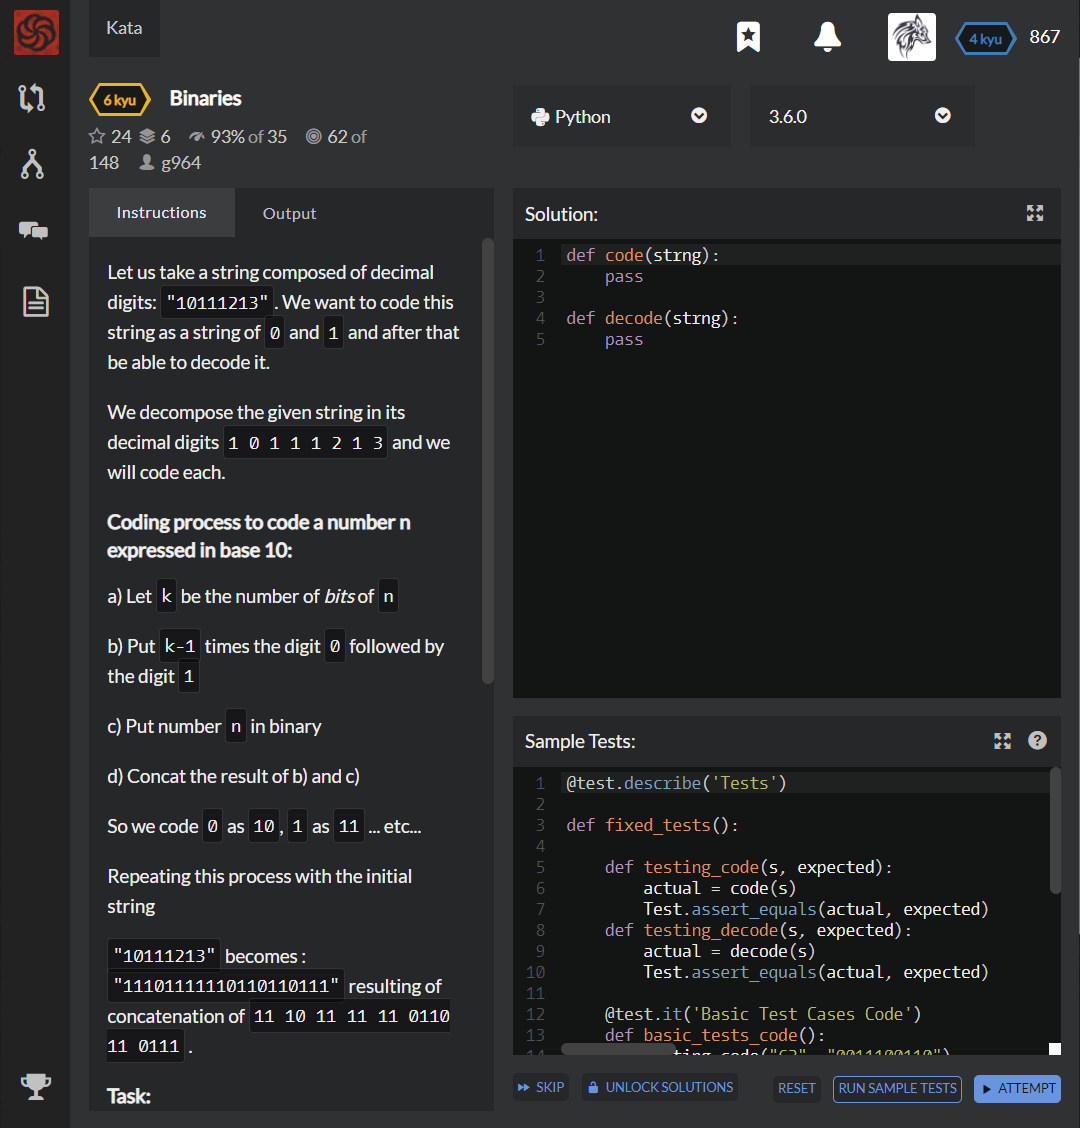 Kata
4 kyu 867
6 kyu Binaries
24 6 93% of 35 62 of
148 g964
Python 3.6.0
Instructions Output
Let us take a string composed of decimal
digits: "10111213". We want to code this
string as a string of 0 and 1 and after that
be able to decode it.
We decompose the given string in its
decimal digits 1 0 1 1 1 2 1 3 and we
will code each.
Coding process to code a number n
expressed in base 10:
a) Let k be the number of bits of n
b) Put k-1 times the digit 0 followed by
the digit 1
c) Put number n in binary
d) Concat the result of b) and c)
So we code 0 as 10, 1 as 11 ... etc...
Repeating this process with the initial
string
"10111213" becomes :
"11101111110110110111" resulting of
concatenation of 11 10 11 11 11 0110
11 0111 .
Task:
Solution:
1 def code(strng):
2     pass
3
4 def decode(strng):
5     pass
Sample Tests:
?
1 @test.describe('Tests')
2
3 def fixed_tests():
4
5     def testing_code(s, expected):
6         actual = code(s)
7         Test.assert_equals(actual, expected)
8     def testing_decode(s, expected):
9         actual = decode(s)
10         Test.assert_equals(actual, expected)
11
12     @test.it('Basic Test Cases Code')
13     def basic_tests_code():
SKIP UNLOCK SOLUTIONS RESET RUN SAMPLE TESTS ATTEMPT